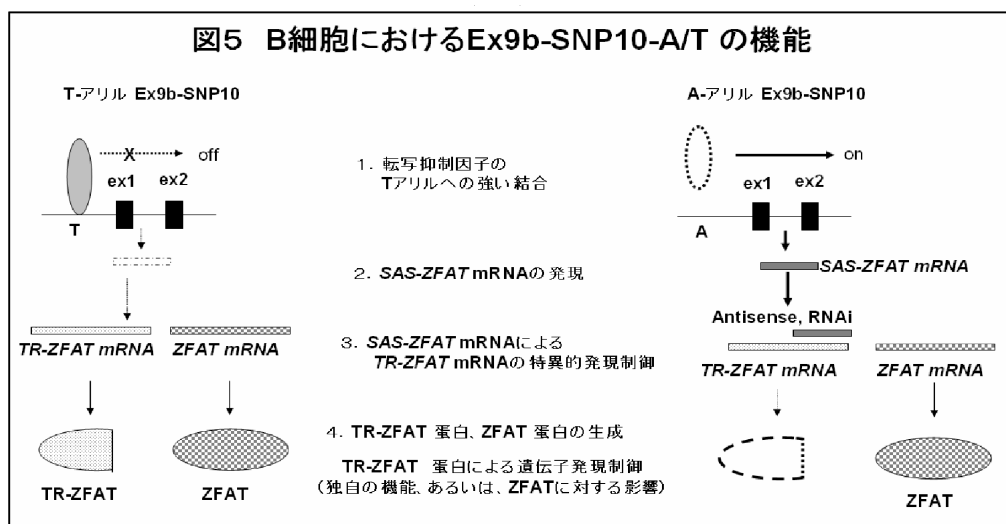 図5 B細胞におけるEx9b-SNP10-A/T の機能
T-アリル Ex9b-SNP10
X
off
ex1 ex2
T
1. 転写抑制因子の
Tアリルへの強い結合
2. SAS-ZFAT mRNAの発現
TR-ZFAT mRNA ZFAT mRNA
3. SAS-ZFAT mRNAによる
TR-ZFAT mRNAの特異的発現制御
4. TR-ZFAT 蛋白、ZFAT 蛋白の生成
TR-ZFAT 蛋白による遺伝子発現制御
(独自の機能、あるいは、ZFATに対する影響)
TR-ZFAT ZFAT
A-アリル Ex9b-SNP10
on
ex1 ex2
A
SAS-ZFAT mRNA
Antisense, RNAi
TR-ZFAT mRNA ZFAT mRNA
ZFAT